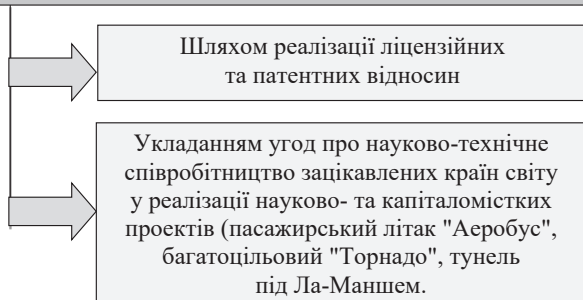 Шляхом реалізації ліцензійних
та патентних відносин
Укладанням угод про науково-технічне
співробітництво зацікавлених країн світу
у реалізації науково- та капіталомістких
проектів (пасажирський літак "Аеробус",
багатоцільовий "Торнадо", тунель
під Ла-Маншем.